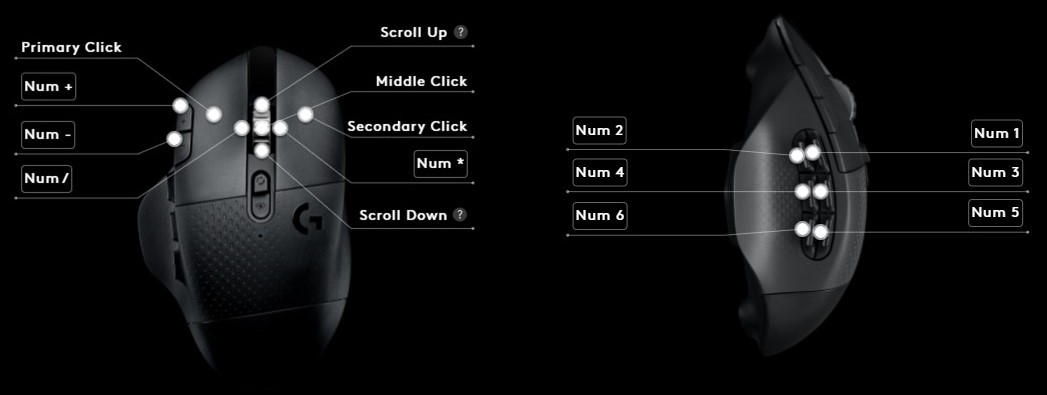 Primary Click
Num +
Num -
Num /
Scroll Up ?
Middle Click
Secondary Click
Num *
Scroll Down ?
Num 2
Num 4
Num 6
Num 1
Num 3
Num 5